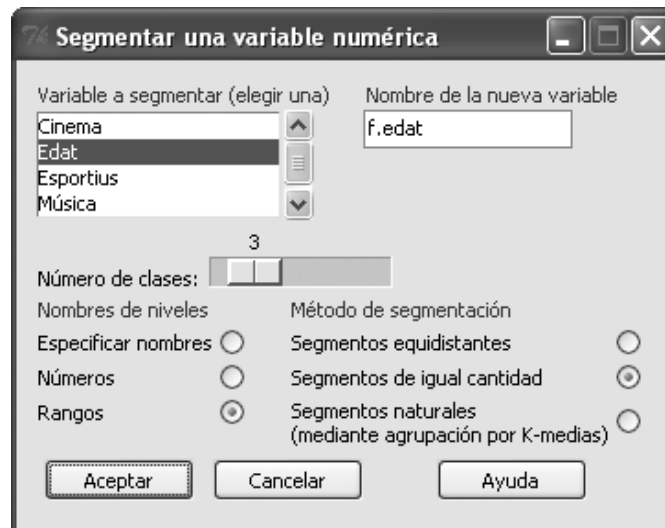 Segmentar una variable numérica
Variable a segmentar (elegir una)
Cinema
Edat
Esportius
Música
Nombre de la nueva variable
f.edat
3
Número de clases:
Nombres de niveles
Especificar nombres
Números
Rangos
Método de segmentación
Segmentos equidistantes
Segmentos de igual cantidad
Segmentos naturales
(mediante agrupación por K-medias)
Aceptar
Cancelar
Ayuda